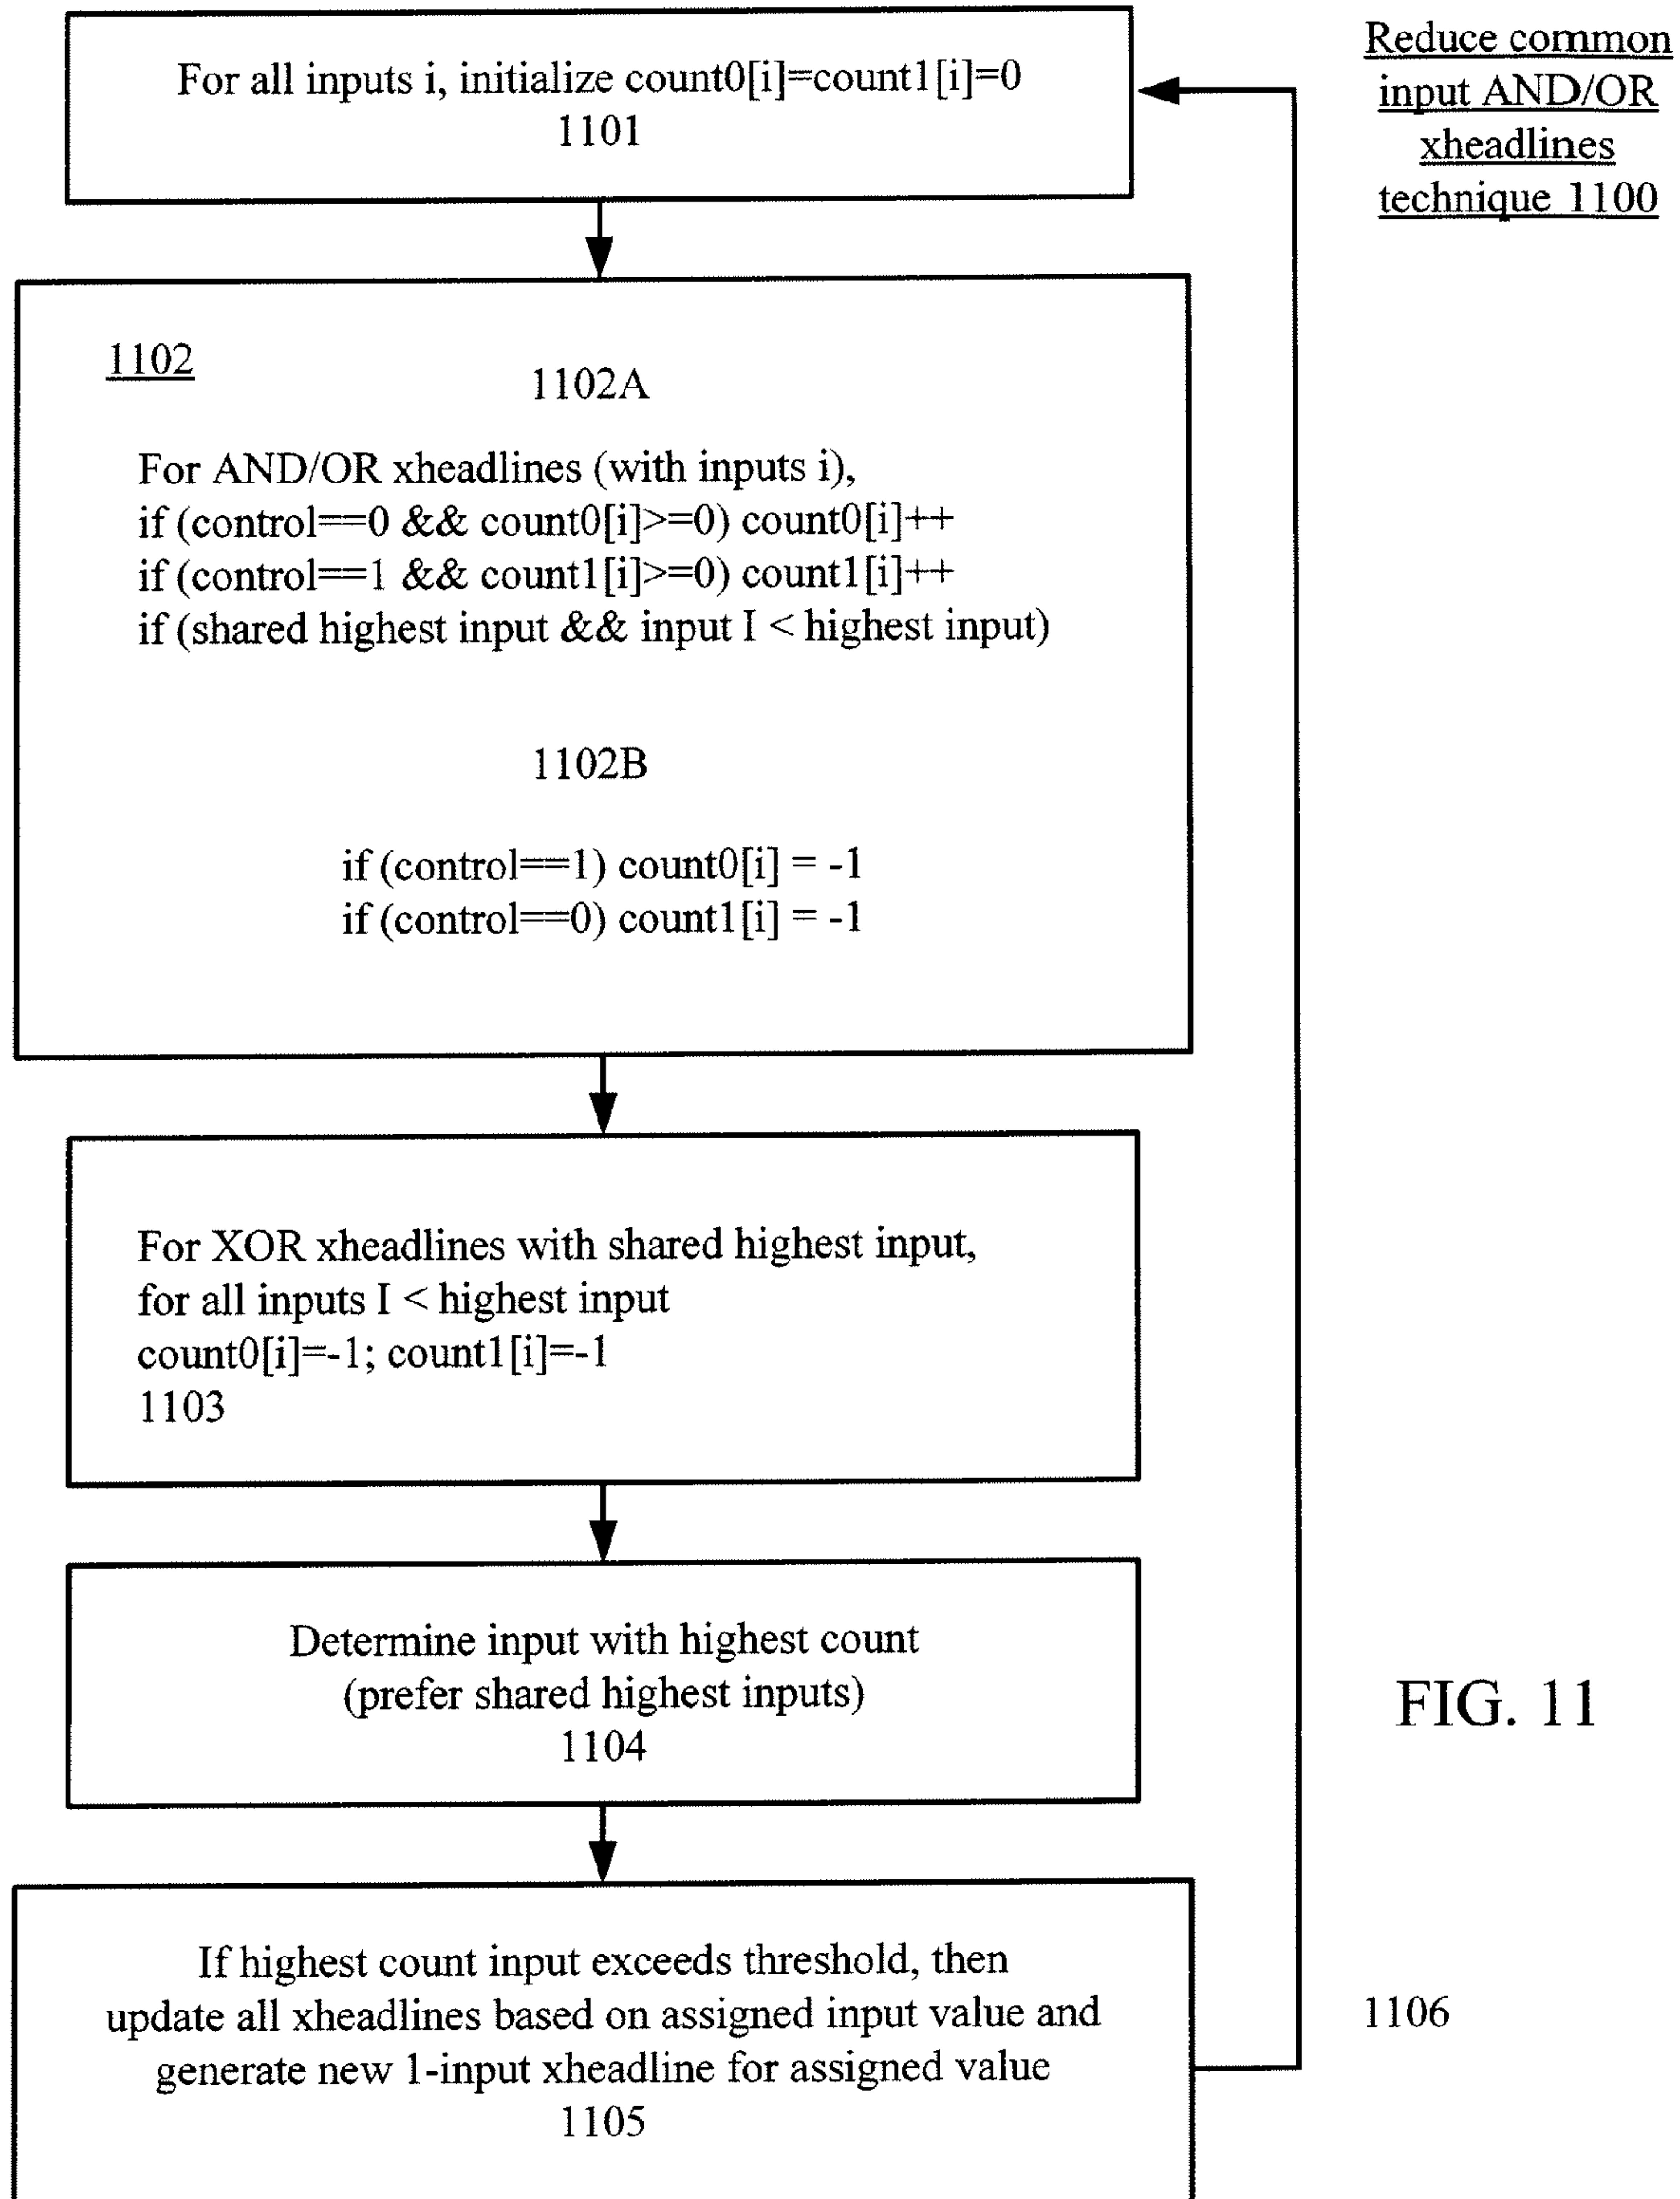 For all inputs i, initialize count0[i]=count1[i]=0
1101
Reduce common
input AND/OR
xheadlines
technique 1100
1102
1102A
For AND/OR xheadlines (with inputs i),
if (control==0 && count0[i]>=0) count0[i]++
if (control==1 && count1[i]>=0) count1[i]++
if (shared highest input && input I < highest input)
1102B
if (control==1) count0[i] = -1
if (control==0) count1[i] = -1
For XOR xheadlines with shared highest input,
for all inputs I < highest input
count0[i]=-1; count1[i]=-1
1103
Determine input with highest count
(prefer shared highest inputs)
1104
FIG. 11
If highest count input exceeds threshold, then
update all xheadlines based on assigned input value and
generate new 1-input xheadline for assigned value
1105
1106